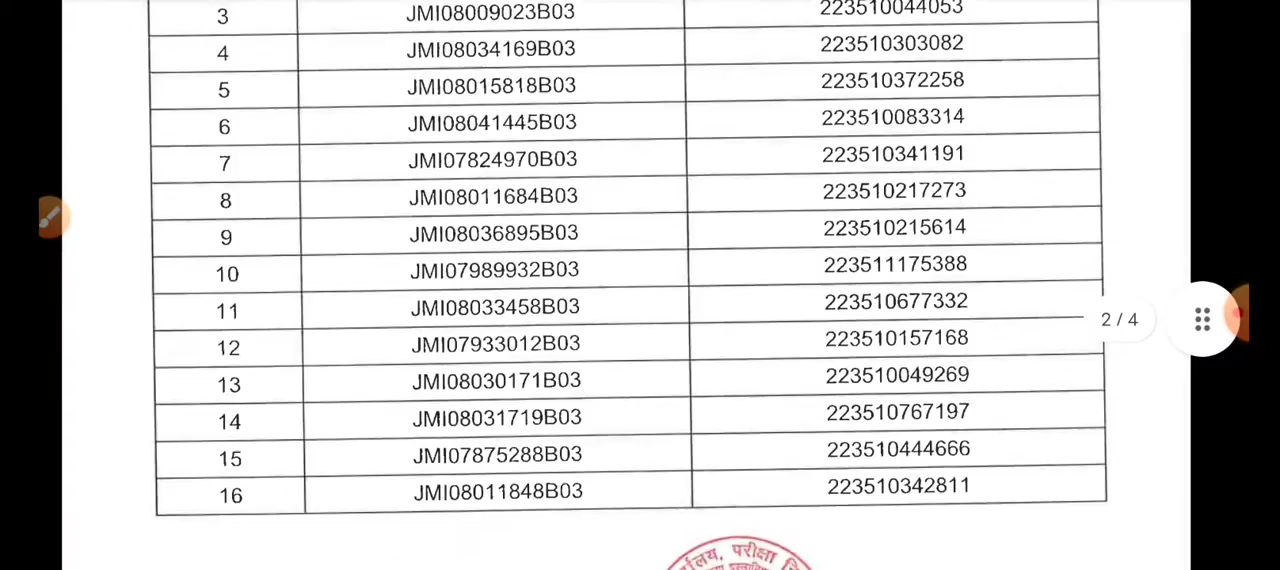 3 JMI08009023B03 223510044053
4 JMI08034169B03 223510303082
5 JMI08015818B03 223510372258
6 JMI08041445B03 223510083314
7 JMI07824970B03 223510341191
8 JMI08011684B03 223510217273
9 JMI08036895B03 223510215614
10 JMI07989932B03 223511175388
11 JMI08033458B03 223510677332
2 / 4
12 JMI07933012B03 223510157168
13 JMI08030171B03 223510049269
14 JMI08031719B03 223510767197
15 JMI07875288B03 223510444666
16 JMI08011848B03 223510342811
परीक्षा